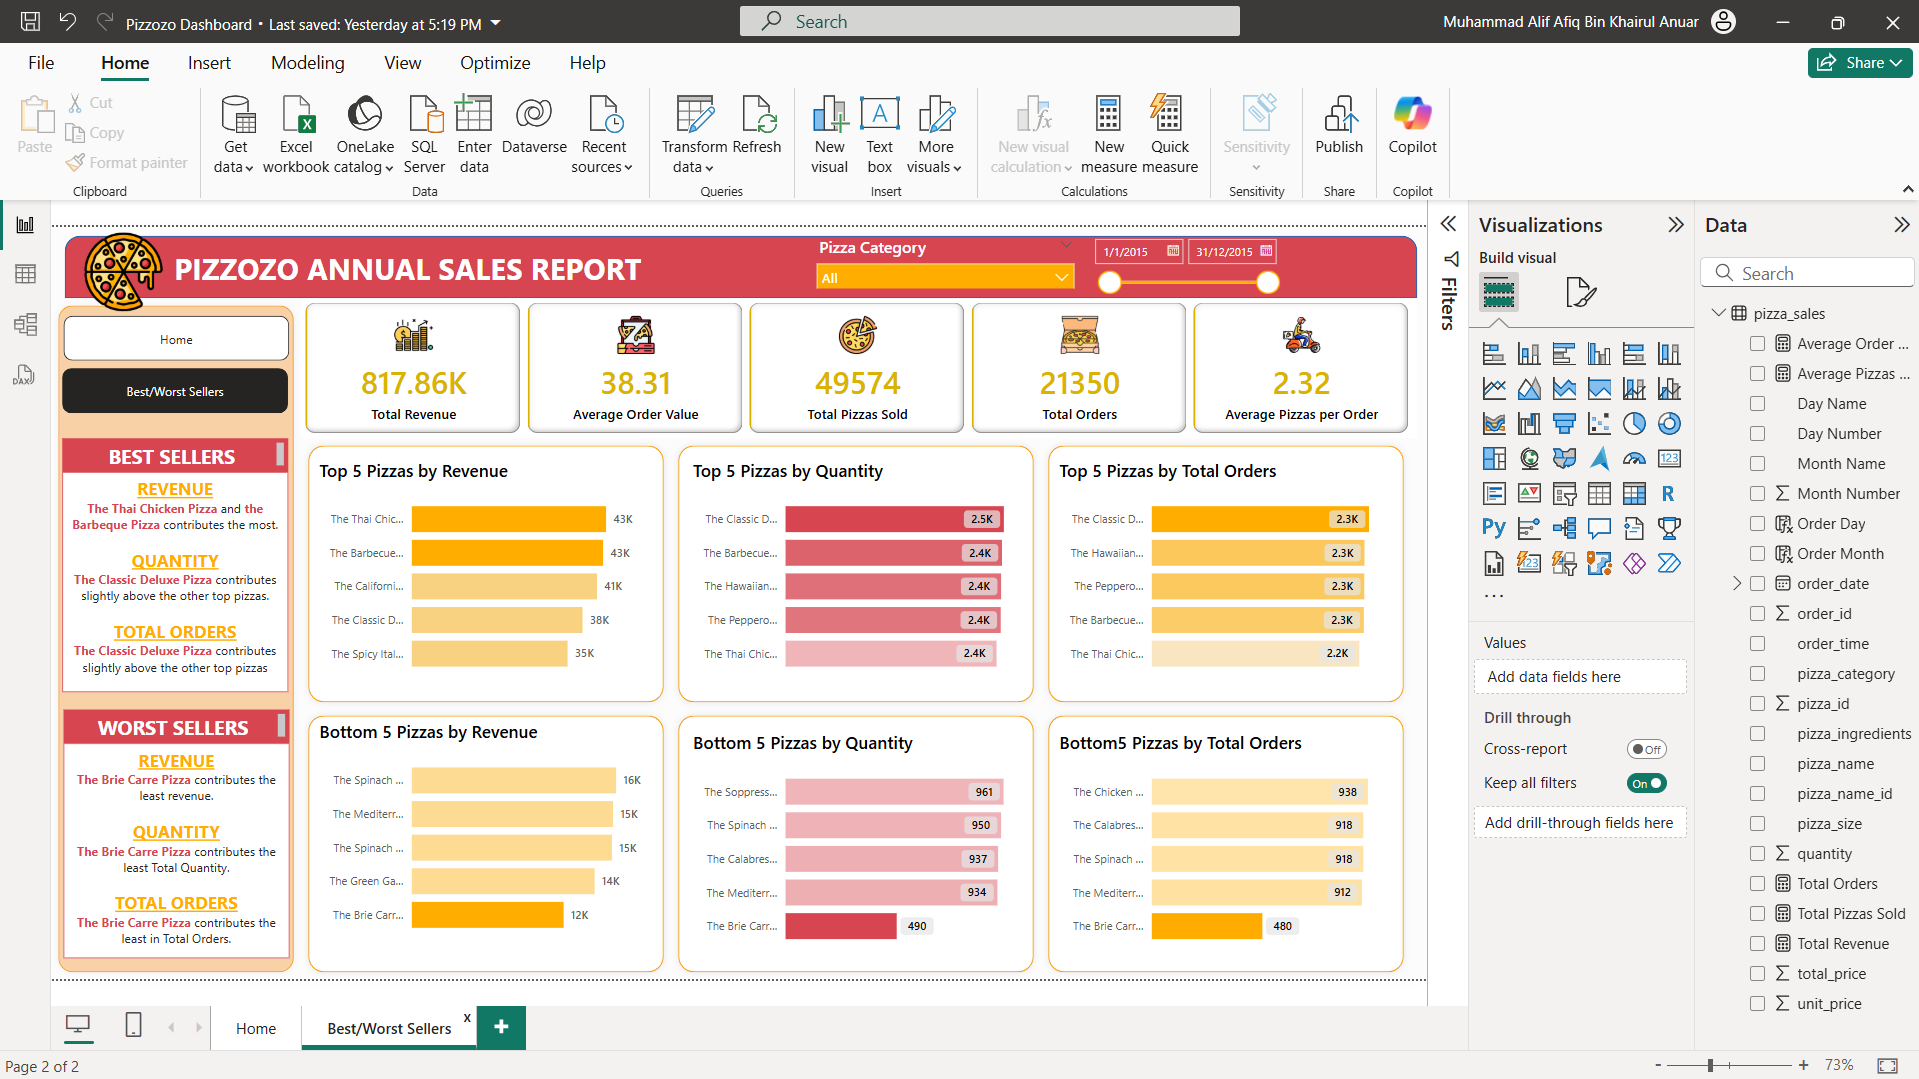 Pizzozo Dashboard • Last saved: Yesterday at 5:19 PM
Search
Muhammad Alif Afiq Bin Khairul Anuar
File
Home
Insert
Modeling
View
Optimize
Help
Share
Paste
Cut
Copy
Format painter
Clipboard
Get data
Excel workbook
OneLake catalog
SQL Server
Enter data
Dataverse
Recent sources
Data
Transform data
Refresh
Queries
New visual
Text box
More visuals
Insert
New visual calculation
New measure
Quick measure
Calculations
Sensitivity
Sensitivity
Publish
Share
Copilot
Copilot
PIZZOZO ANNUAL SALES REPORT
Pizza Category
All
1/1/2015
31/12/2015
Home
Best/Worst Sellers
817.86K
Total Revenue
38.31
Average Order Value
49574
Total Pizzas Sold
21350
Total Orders
2.32
Average Pizzas per Order
BEST SELLERS
REVENUE
The Thai Chicken Pizza and the
Barbeque Pizza contributes the most.
QUANTITY
The Classic Deluxe Pizza contributes
slightly above the other top pizzas.
TOTAL ORDERS
The Classic Deluxe Pizza contributes
slightly above the other top pizzas
WORST SELLERS
REVENUE
The Brie Carre Pizza contributes the
least revenue.
QUANTITY
The Brie Carre Pizza contributes the
least Total Quantity.
TOTAL ORDERS
The Brie Carre Pizza contributes the
least in Total Orders.
Top 5 Pizzas by Revenue
The Thai Chic... 43K
The Barbecue... 43K
The Californi... 41K
The Classic D... 38K
The Spicy Ital... 35K
Top 5 Pizzas by Quantity
The Classic D... 2.5K
The Barbecue... 2.4K
The Hawaiian... 2.4K
The Peppero... 2.4K
The Thai Chic... 2.4K
Top 5 Pizzas by Total Orders
The Classic D... 2.3K
The Hawaiian... 2.3K
The Peppero... 2.3K
The Barbecue... 2.3K
The Thai Chic... 2.2K
Bottom 5 Pizzas by Revenue
The Spinach ... 16K
The Mediterr... 15K
The Spinach ... 15K
The Green Ga... 14K
The Brie Carr... 12K
Bottom 5 Pizzas by Quantity
The Soppress... 961
The Spinach ... 950
The Calabres... 937
The Mediterr... 934
The Brie Carr... 490
Bottom5 Pizzas by Total Orders
The Chicken ... 938
The Calabres... 918
The Spinach ... 918
The Mediterr... 912
The Brie Carr... 480
Filters
Visualizations
Build visual
123
R
Py
123
...
Values
Add data fields here
Drill through
Cross-report
Off
Keep all filters
On
Add drill-through fields here
Data
Search
pizza_sales
Average Order ...
Average Pizzas ...
Day Name
Day Number
Month Name
Month Number
Order Day
Order Month
order_date
order_id
order_time
pizza_category
pizza_id
pizza_ingredients
pizza_name
pizza_name_id
pizza_size
quantity
Total Orders
Total Pizzas Sold
Total Revenue
total_price
unit_price
DAX
Home
Best/Worst Sellers
x
+
Page 2 of 2
- + 73%